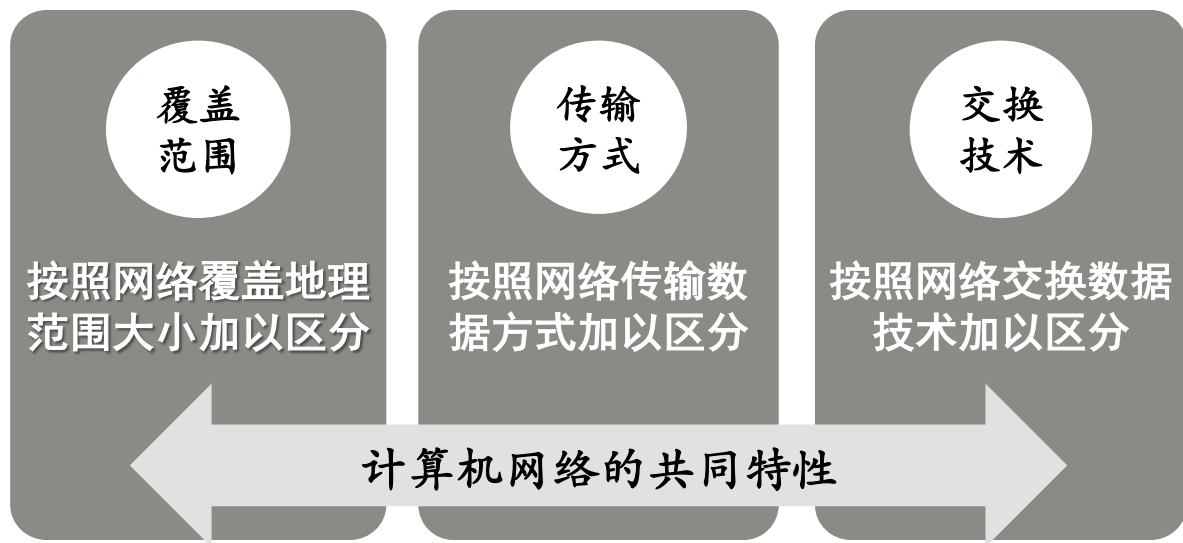 覆盖
范围
按照网络覆盖地理
范围大小加以区分
传输
方式
按照网络传输数
据方式加以区分
交换
技术
按照网络交换数据
技术加以区分
计算机网络的共同特性